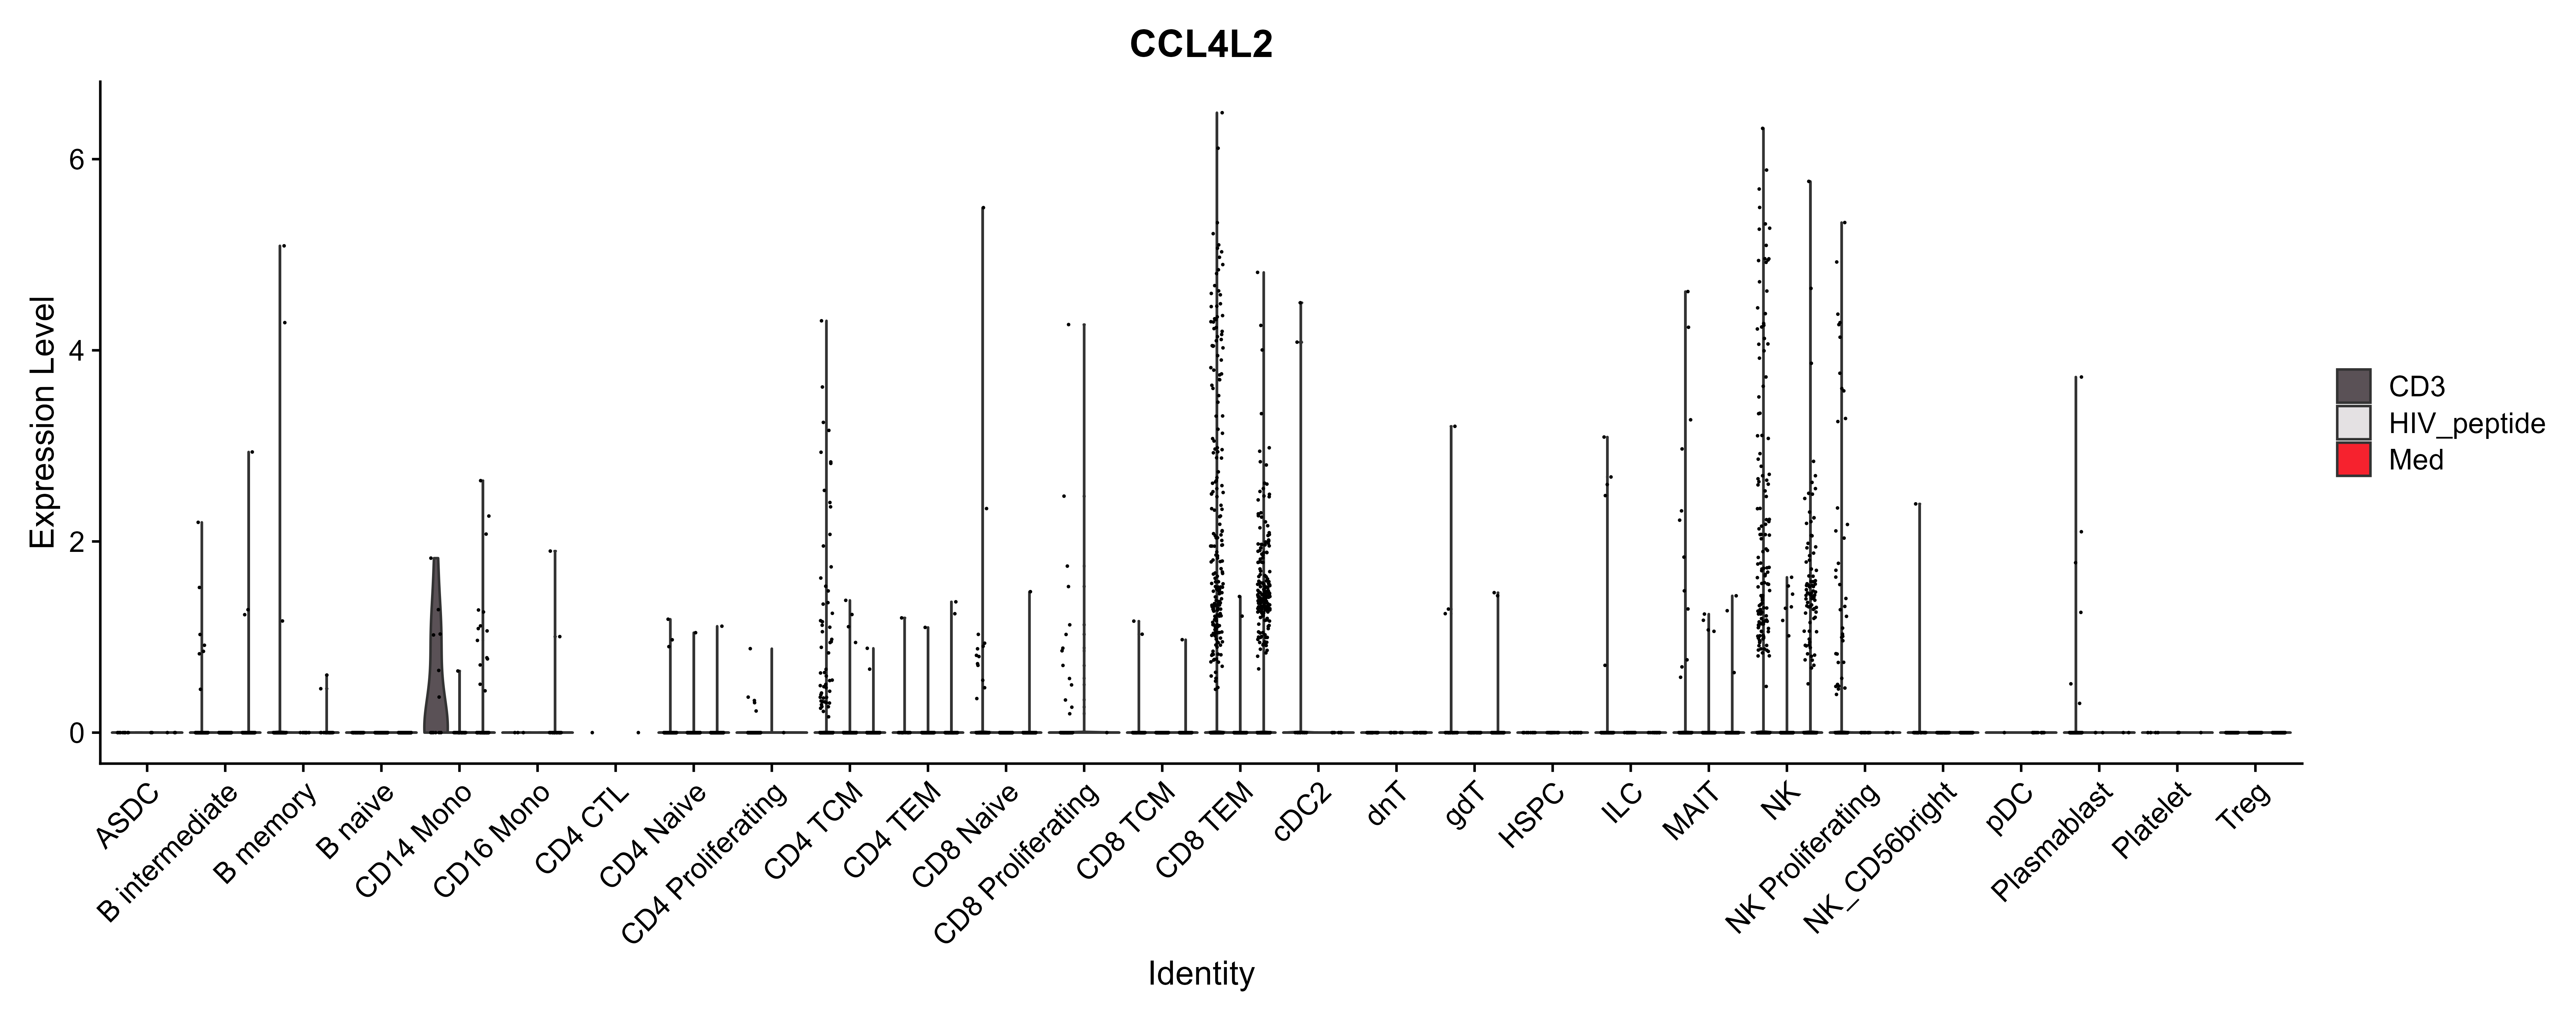 CCL4L2
Expression Level
6
4
2
0
ASDC
B intermediate
B memory
B naive
CD14 Mono
CD16 Mono
CD4 CTL
CD4 Naive
CD4 Proliferating
CD4 TCM
CD4 TEM
CD8 Naive
CD8 Proliferating
CD8 TCM
CD8 TEM
cDC2
dnT
gdT
HSPC
ILC
MAIT
NK
NK Proliferating
NK_CD56bright
pDC
Plasmablast
Platelet
Treg
Identity
CD3
HIV_peptide
Med